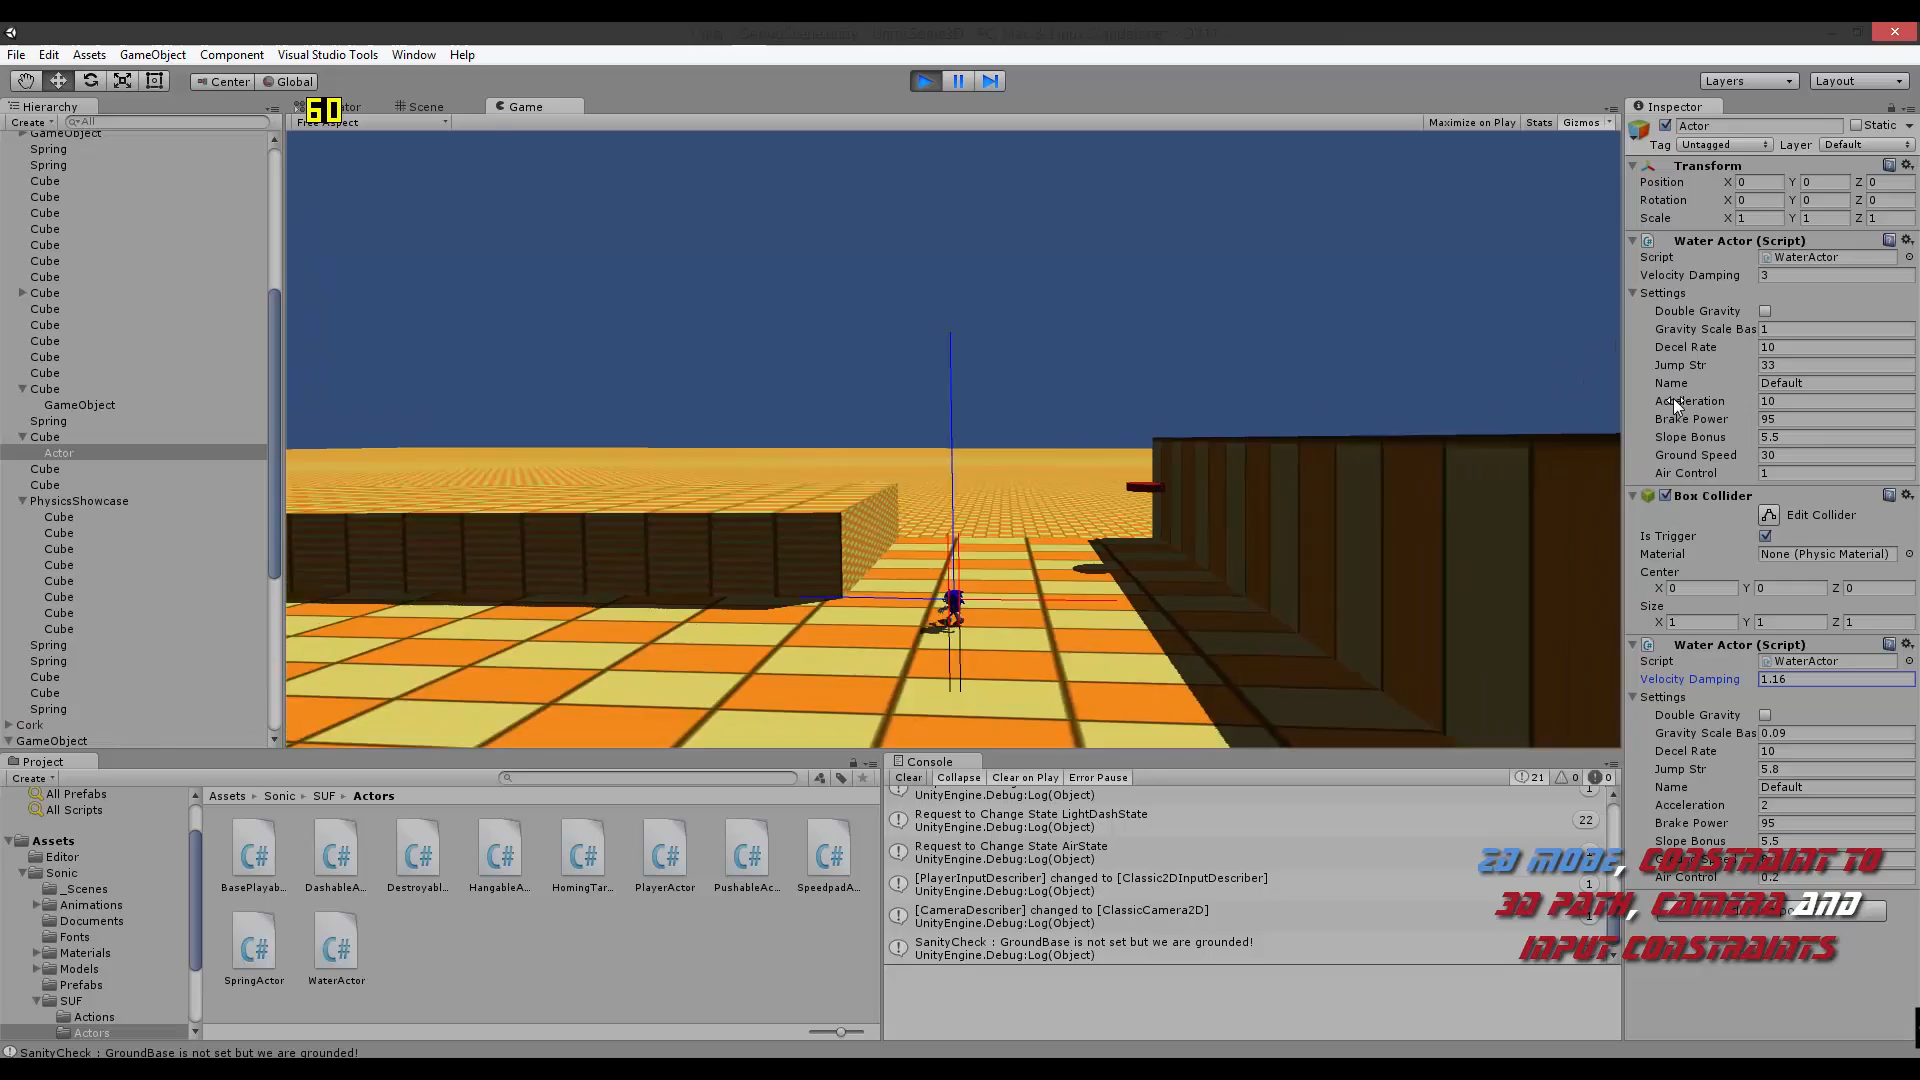 File Edit Assets GameObject Component Visual Studio Tools Window Help
Center Global
Layers Layout
Hierarchy
Create All
GameObject
Spring
Spring
Cube
Cube
Cube
Cube
Cube
Cube
Cube
Cube
Cube
Cube
Cube
Cube
Cube
Cube
GameObject
Spring
Cube
Actor
Cube
Cube
PhysicsShowcase
Cube
Cube
Cube
Cube
Cube
Cube
Cube
Cube
Spring
Spring
Cube
Cube
Spring
Cork
GameObject
60
Scene Game
Maximize on Play Stats Gizmos
Inspector
Actor Static
Tag Untagged Layer Default
Transform
Position X 0 Y 0 Z 0
Rotation X 0 Y 0 Z 0
Scale X 1 Y 1 Z 1
Water Actor (Script)
Script WaterActor
Velocity Damping 3
Settings
Double Gravity
Gravity Scale Bas 1
Decel Rate 10
Jump Str 33
Name Default
Acceleration 10
Brake Power 95
Slope Bonus 5.5
Ground Speed 30
Air Control 1
Box Collider
Edit Collider
Is Trigger
Material None (Physic Material)
Center
X 0 Y 0 Z 0
Size
X 1 Y 1 Z 1
Water Actor (Script)
Script WaterActor
Velocity Damping 1.16
Settings
Double Gravity
Gravity Scale Bas 0.09
Decel Rate 10
Jump Str 5.8
Name Default
Acceleration 2
Brake Power 95
Slope Bonus 5.5
Air Control 0.2
2D MODE, CONSTRAINT TO
3D PATH, CAMERA AND
INPUT CONSTRAINTS
Project
Create
All Prefabs
All Scripts
Assets
Editor
Sonic
_Scenes
Animations
Documents
Fonts
Materials
Models
Prefabs
SUF
Actions
Actors
Assets Sonic SUF Actors
BasePlayab... DashableA... Destroyabl... HangableA... HomingTar... PlayerActor PushableAc... SpeedpadA...
SpringActor WaterActor
Console
Clear Collapse Clear on Play Error Pause 21 0 0
UnityEngine.Debug:Log(Object) 1
Request to Change State LightDashState
UnityEngine.Debug:Log(Object) 22
Request to Change State AirState
UnityEngine.Debug:Log(Object)
[PlayerInputDescriber] changed to [Classic2DInputDescriber]
UnityEngine.Debug:Log(Object) 1
[CameraDescriber] changed to [ClassicCamera2D]
UnityEngine.Debug:Log(Object)
SanityCheck : GroundBase is not set but we are grounded!
UnityEngine.Debug:Log(Object)
SanityCheck : GroundBase is not set but we are grounded!